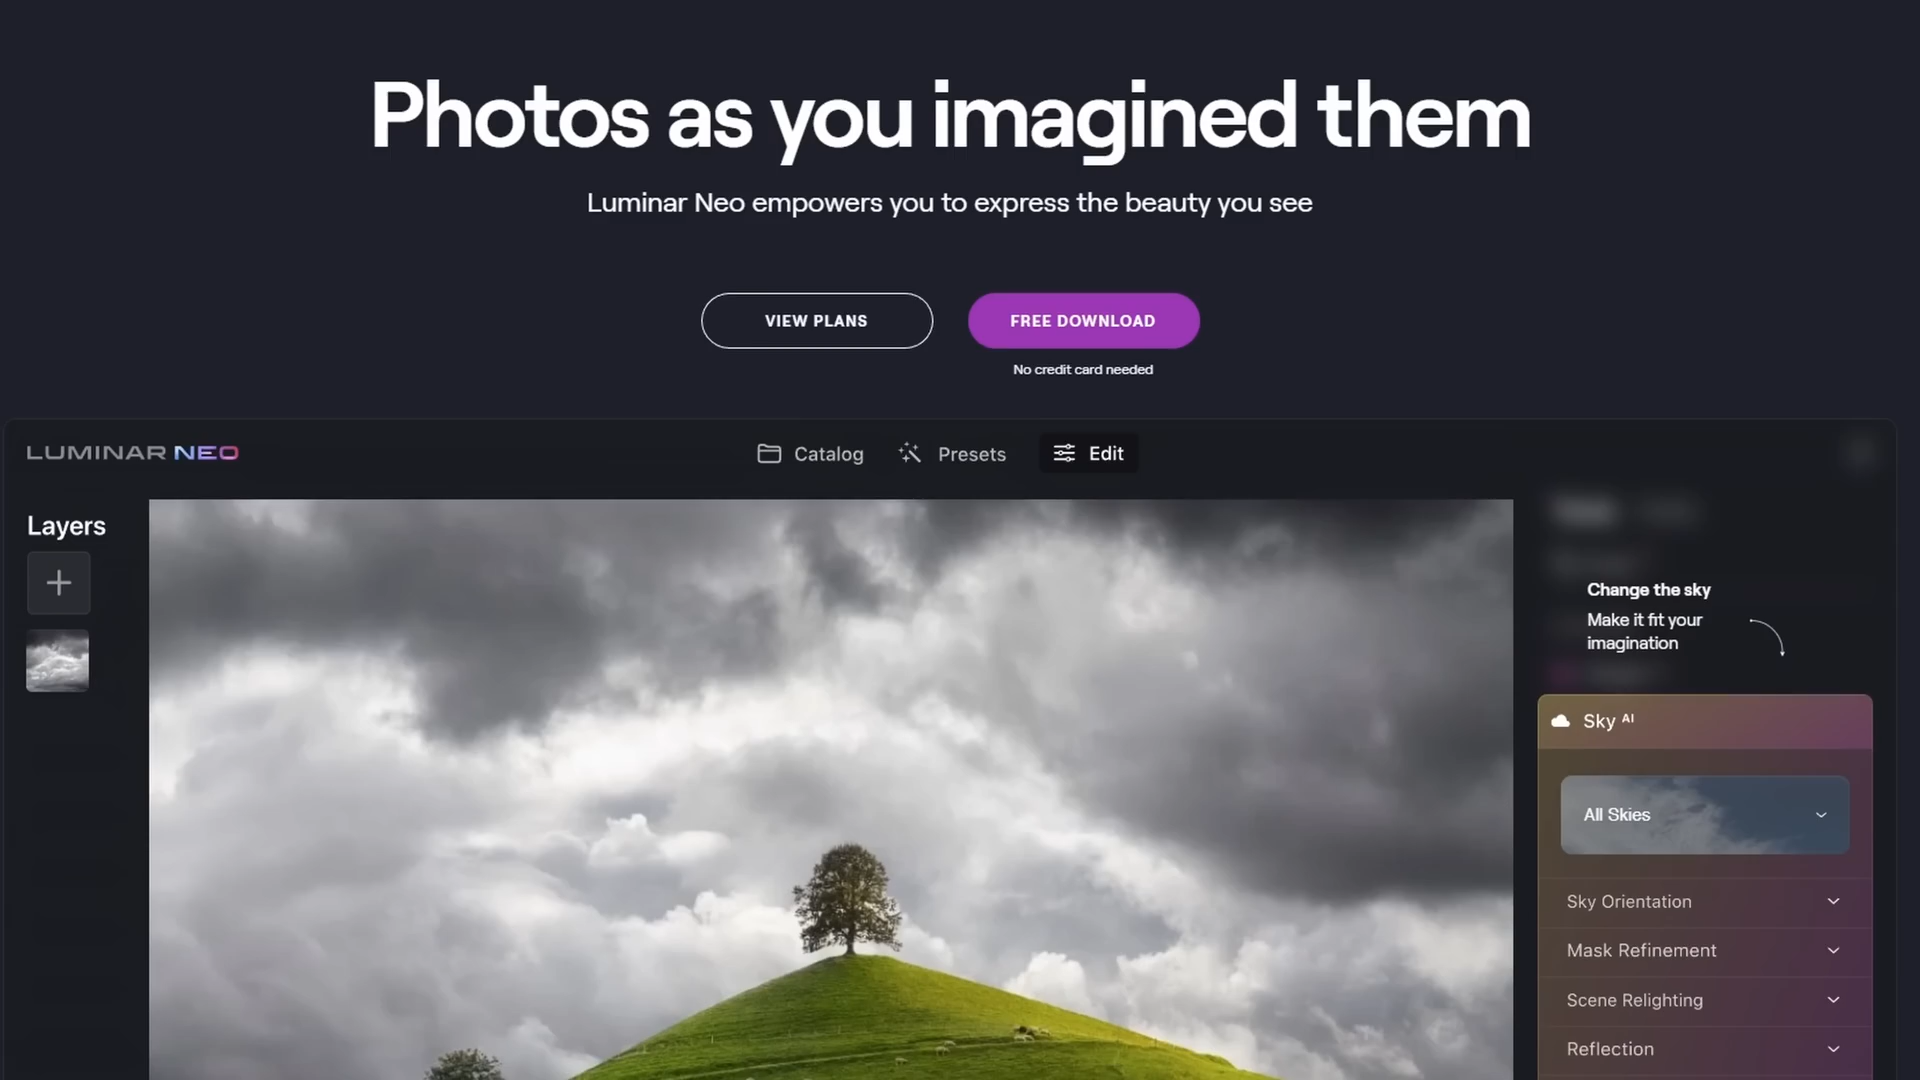 Photos as you imagined them
Luminar Neo empowers you to express the beauty you see
VIEW PLANS
FREE DOWNLOAD
No credit card needed
LUMINAR NEO
Catalog
Presets
Edit
Layers
Change the sky
Make it fit your
imagination
Sky AI
All Skies
Sky Orientation
Mask Refinement
Scene Relighting
Reflection